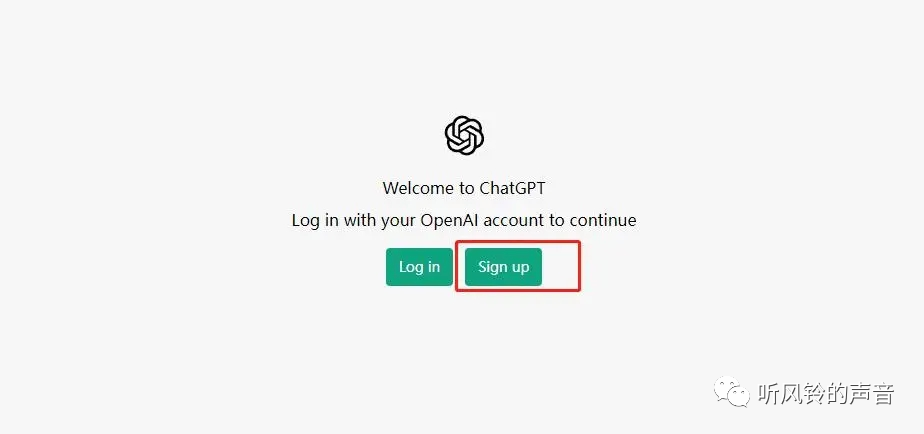 Welcome to ChatGPT
Log in with your OpenAI account to continue
Log in
Sign up
听风铃的声音